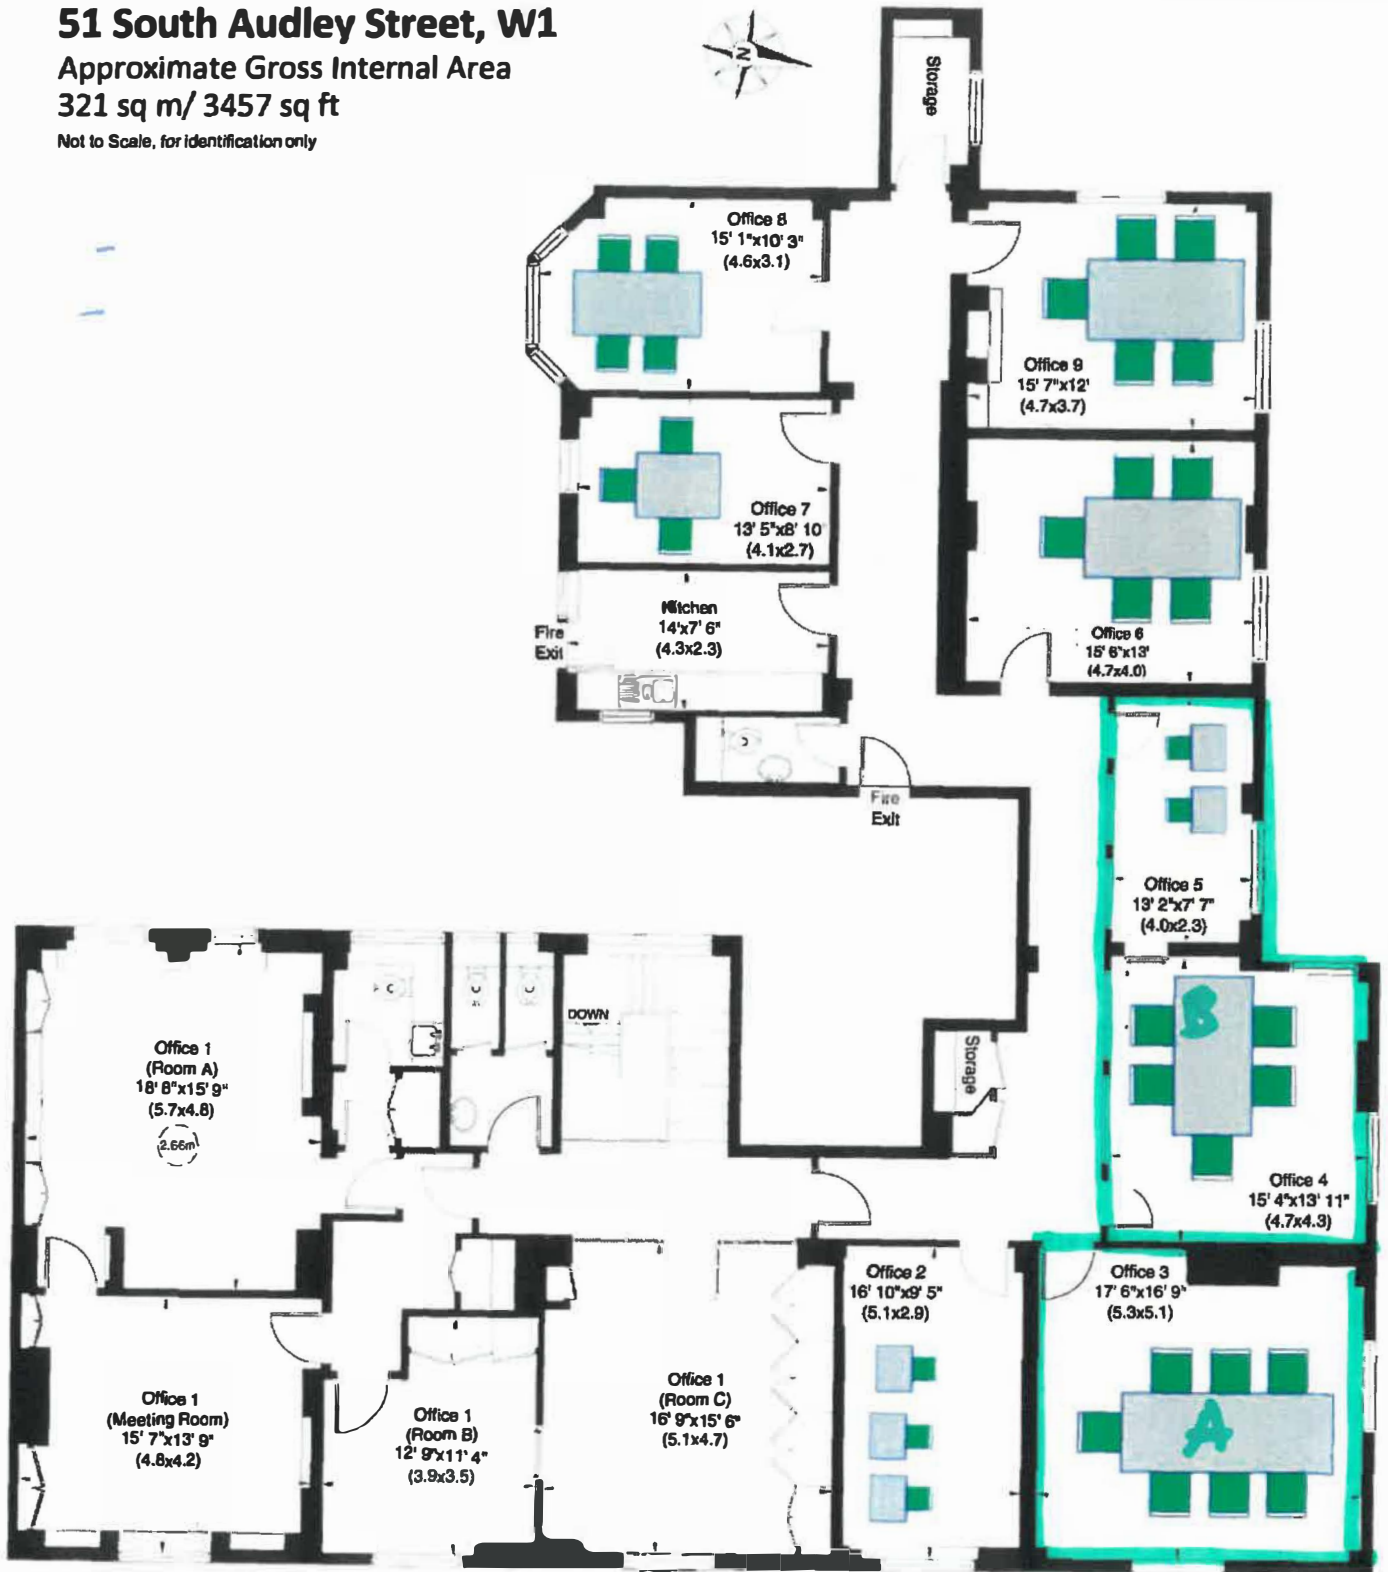 51 South Audley Street, W1
Approximate Gross Internal Area
321 sq m/ 3457 sq ft
Not to Scale, for identification only
N
Storage
Office 8
15' 1"x10' 3"
(4.6x3.1)
Office 9
15' 7"x12'
(4.7x3.7)
Office 7
13' 5"x8' 10
(4.1x2.7)
Kitchen
14'x7' 6"
(4.3x2.3)
Fire
Exit
Office 6
15' 6"x13'
(4.7x4.0)
Fire
Exit
Office 5
13' 2"x7' 7"
(4.0x2.3)
B
Office 4
15' 4"x13' 11"
(4.7x4.3)
DOWN
Storage
Office 1
(Room A)
18' 8"x15' 9"
(5.7x4.8)
2.66m
Office 2
16' 10"x9' 5"
(5.1x2.9)
Office 3
17' 6"x16' 9"
(5.3x5.1)
A
Office 1
(Meeting Room)
15' 7"x13' 9"
(4.8x4.2)
Office 1
(Room B)
12' 9"x11' 4"
(3.9x3.5)
Office 1
(Room C)
16' 9"x15' 6"
(5.1x4.7)